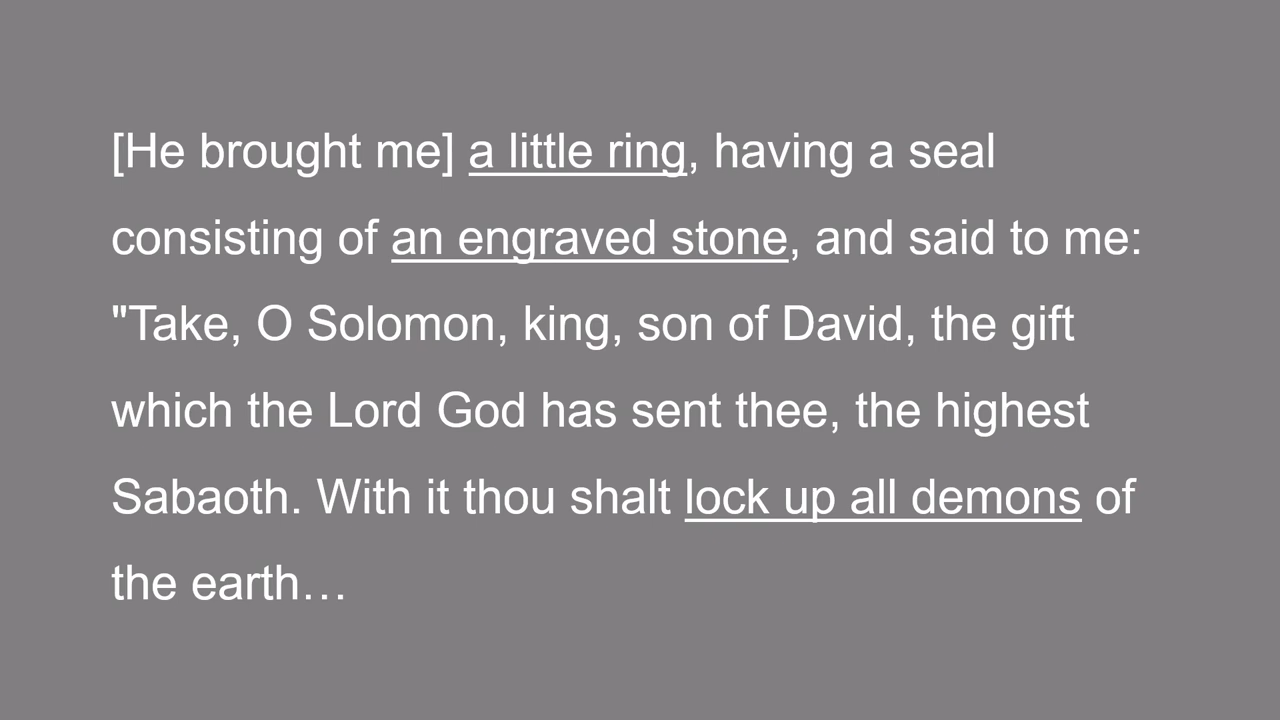 [He brought me] a little ring, having a seal
consisting of an engraved stone, and said to me:
"Take, O Solomon, king, son of David, the gift
which the Lord God has sent thee, the highest
Sabaoth. With it thou shalt lock up all demons of
the earth…